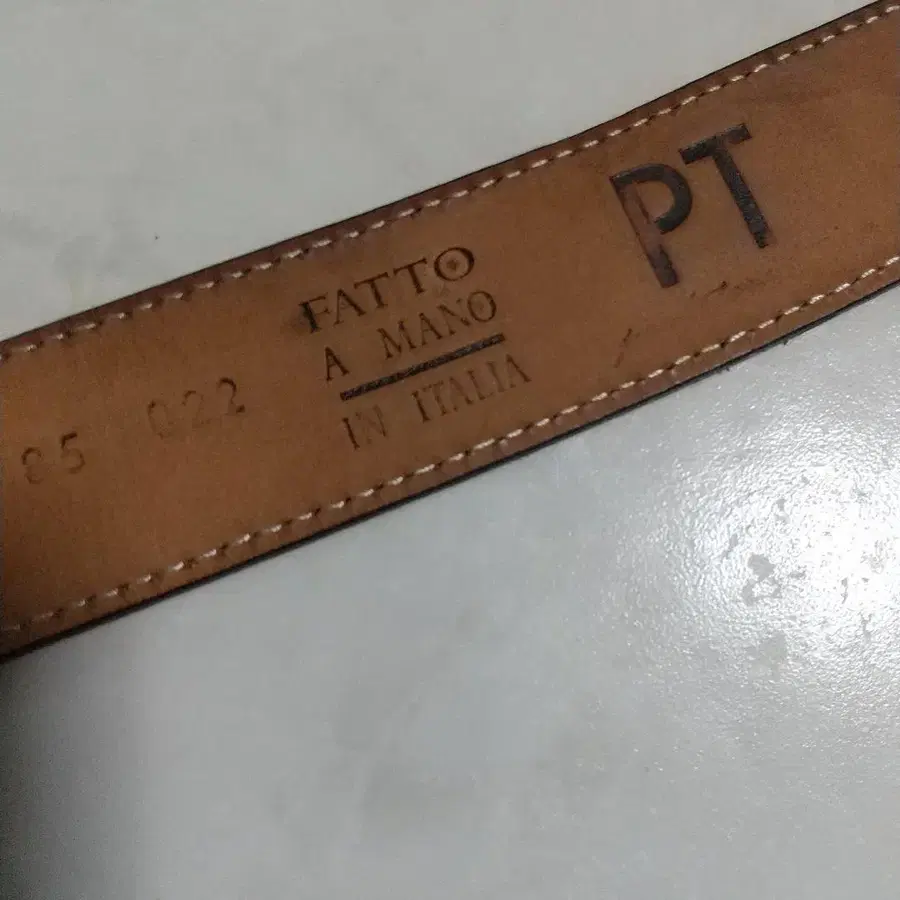 85 022
FATTO
A MANO
IN ITALIA
PT